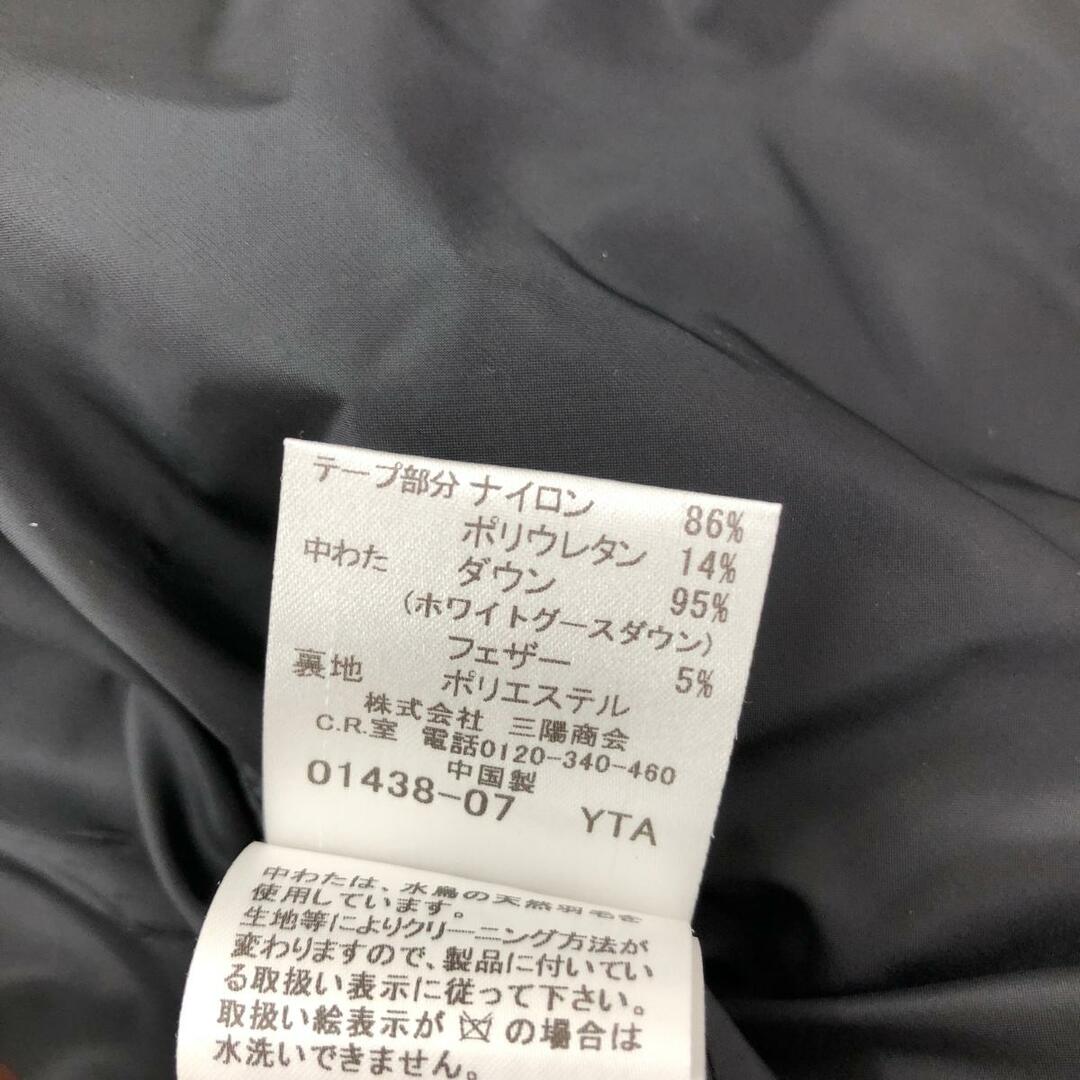 テープ部分 ナイロン 86%
ポリウレタン 14%
中わた ダウン 95%
(ホワイトグースダウン)
フェザー 5%
裏地 ポリエステル
株式会社 三陽商会
C.R.室 電話0120-340-460
中国製
01438-07 YTA
中わたは、水鳥の天然羽毛を
使用しています。
生地等によりクリーニング方法が
変わりますので、製品に付いてい
る取扱い表示に従って下さい。
取扱い絵表示が の場合は
水洗いできません。